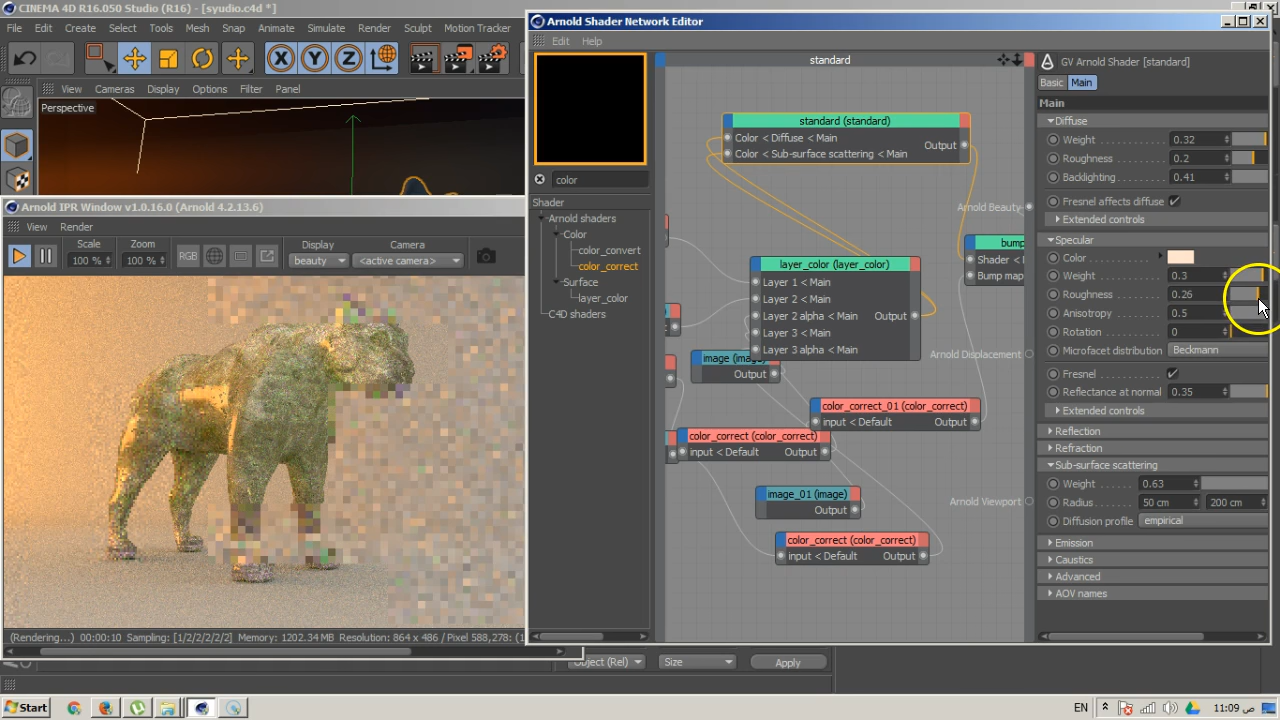 CINEMA 4D R16.050 Studio (R16) - [syudio.c4d *]
File Edit Create Select Tools Mesh Snap Animate Simulate Render Sculpt Motion Tracker
X Y Z
View Cameras Display Options Filter Panel
Perspective
Arnold IPR Window v1.0.16.0 (Arnold 4.2.13.6)
View Render
Scale Zoom Display Camera
100 % 100 % RGB beauty <active camera>
(Rendering...) 00:00:10 Sampling: [1/2/2/2/2/2] Memory: 1202.34 MB Resolution: 864 x 486 / Pixel 588,278: (1
Object (Rel) Size Apply
Arnold Shader Network Editor
Edit Help
color
Shader
Arnold shaders
Color
color_convert
color_correct
Surface
layer_color
C4D shaders
standard
standard (standard)
Color < Diffuse < Main
Color < Sub-surface scattering < Main
Output
Arnold Beauty
bump
Shader <
Bump map
layer_color (layer_color)
Layer 1 < Main
Layer 2 < Main
Layer 2 alpha < Main Output
Layer 3 < Main
Layer 3 alpha < Main
image (image)
Output
Arnold Displacement
color_correct_01 (color_correct)
input < Default Output
color_correct (color_correct)
input < Default Output
image_01 (image)
Output
Arnold Viewport
color_correct (color_correct)
input < Default Output
GV Arnold Shader [standard]
Basic Main
Main
Diffuse
Weight 0.32
Roughness 0.2
Backlighting 0.41
Fresnel affects diffuse
Extended controls
Specular
Color
Weight 0.3
Roughness 0.26
Anisotropy 0.5
Rotation 0
Microfacet distribution Beckmann
Fresnel
Reflectance at normal 0.35
Extended controls
Reflection
Refraction
Sub-surface scattering
Weight 0.63
Radius 50 cm 200 cm
Diffusion profile empirical
Emission
Caustics
Advanced
AOV names
Start EN 11:09 ص